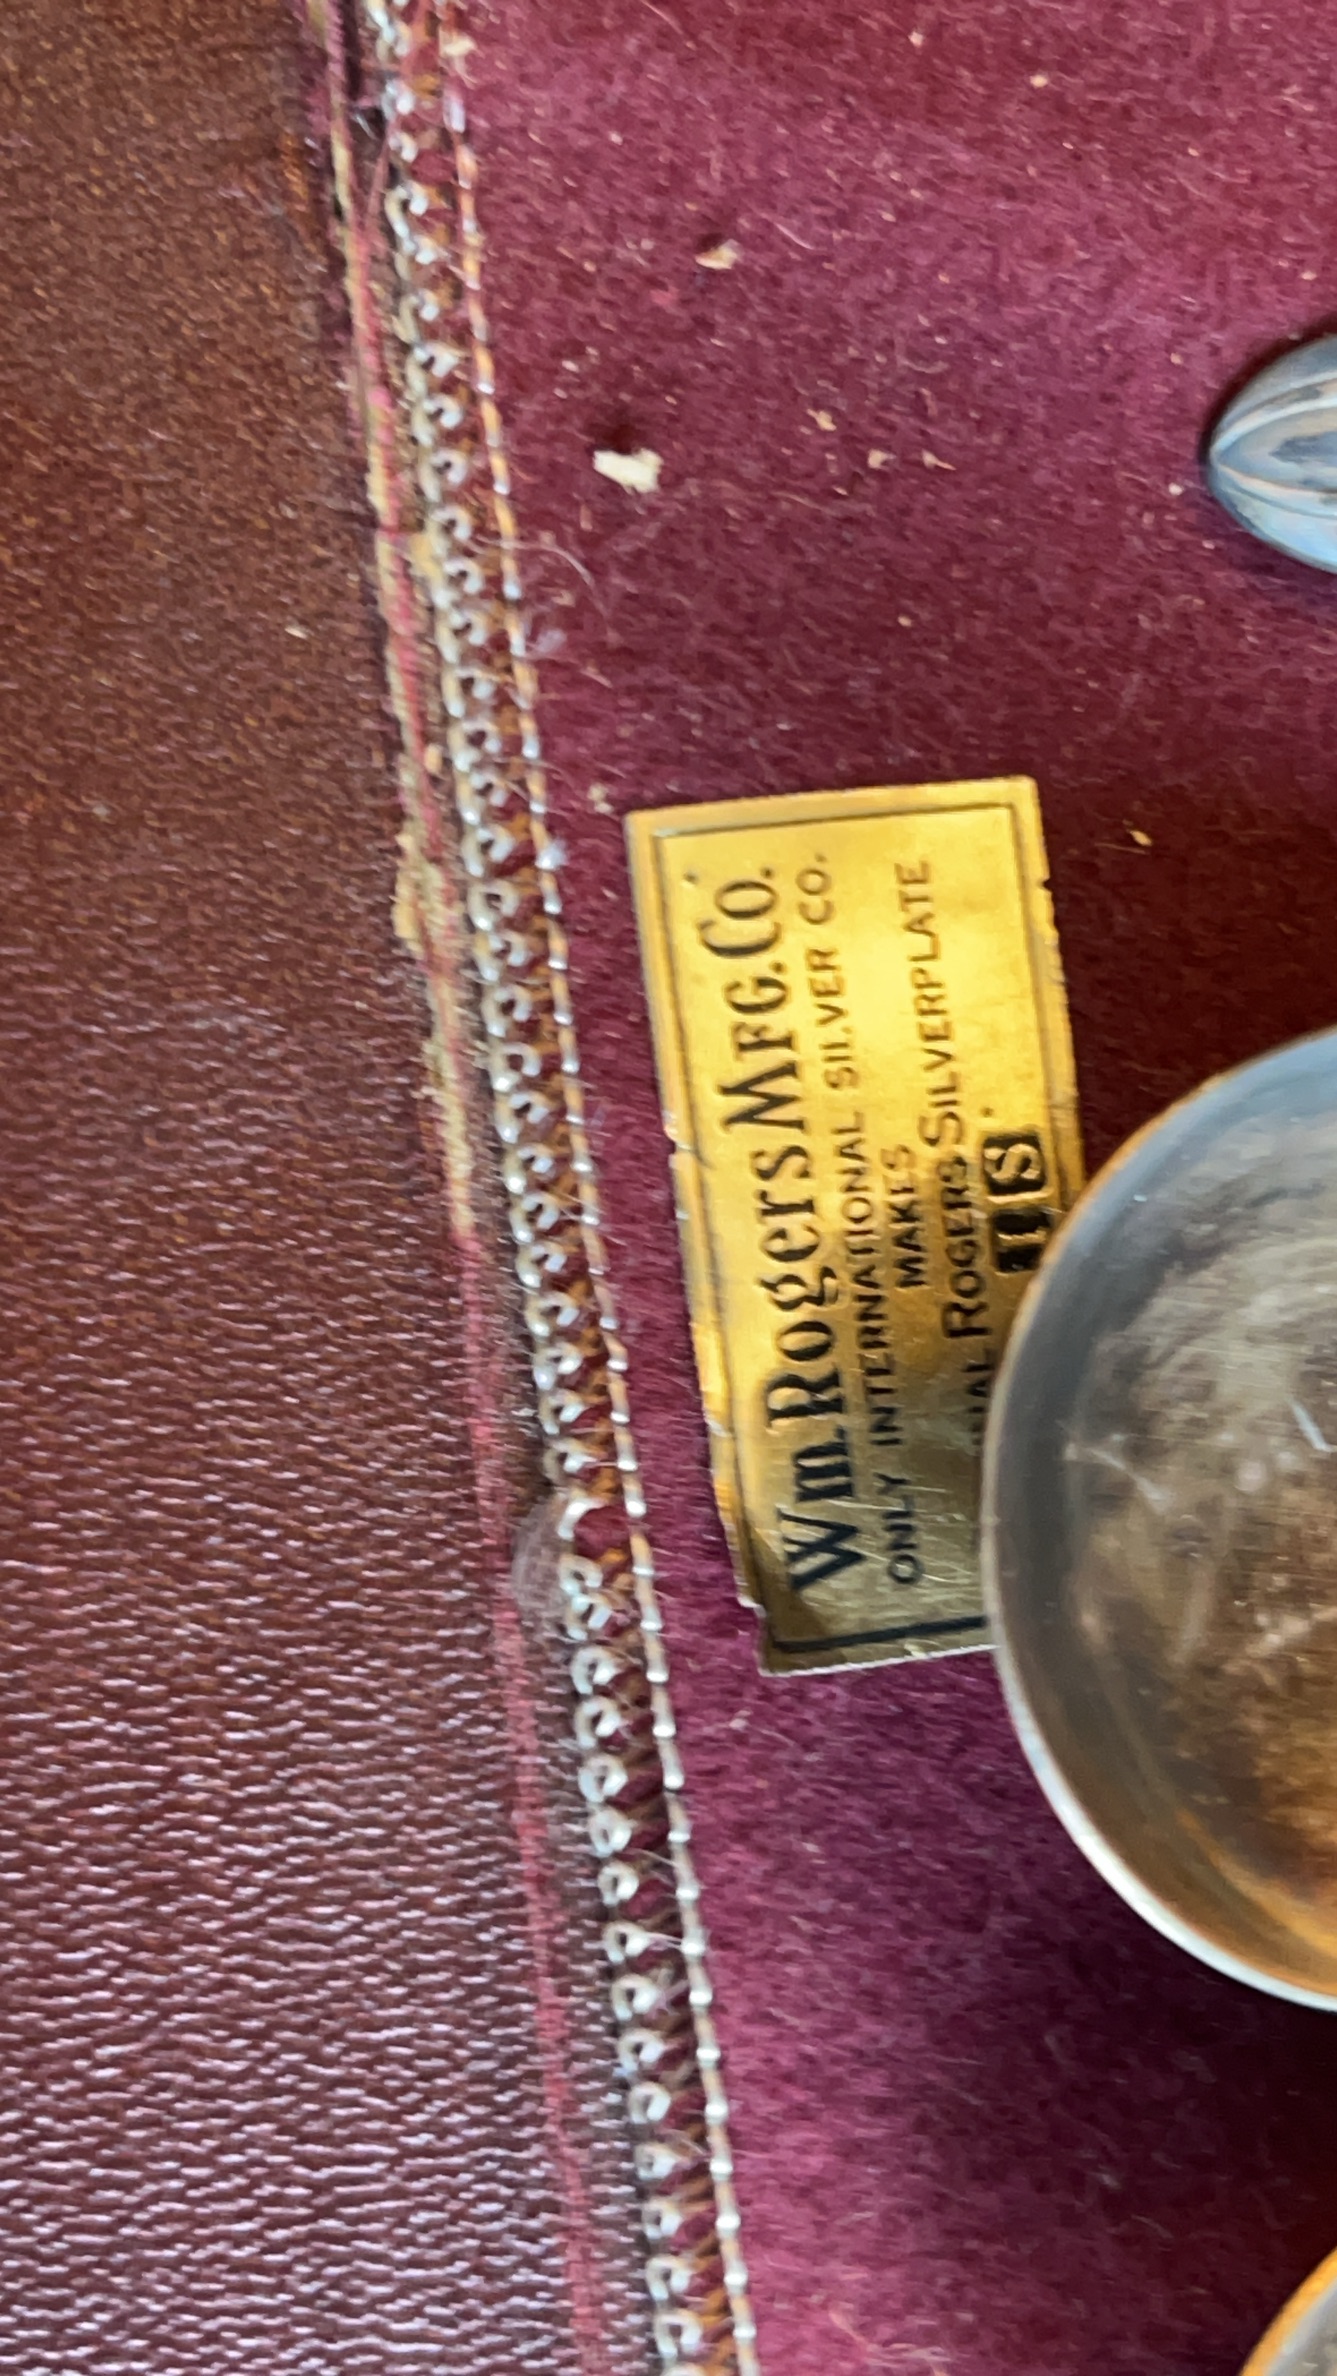 Wm. Rogers MFG. Co.
ONLY INTERNATIONAL SILVER CO.
MAKES
ROGERS SILVERPLATE
IS